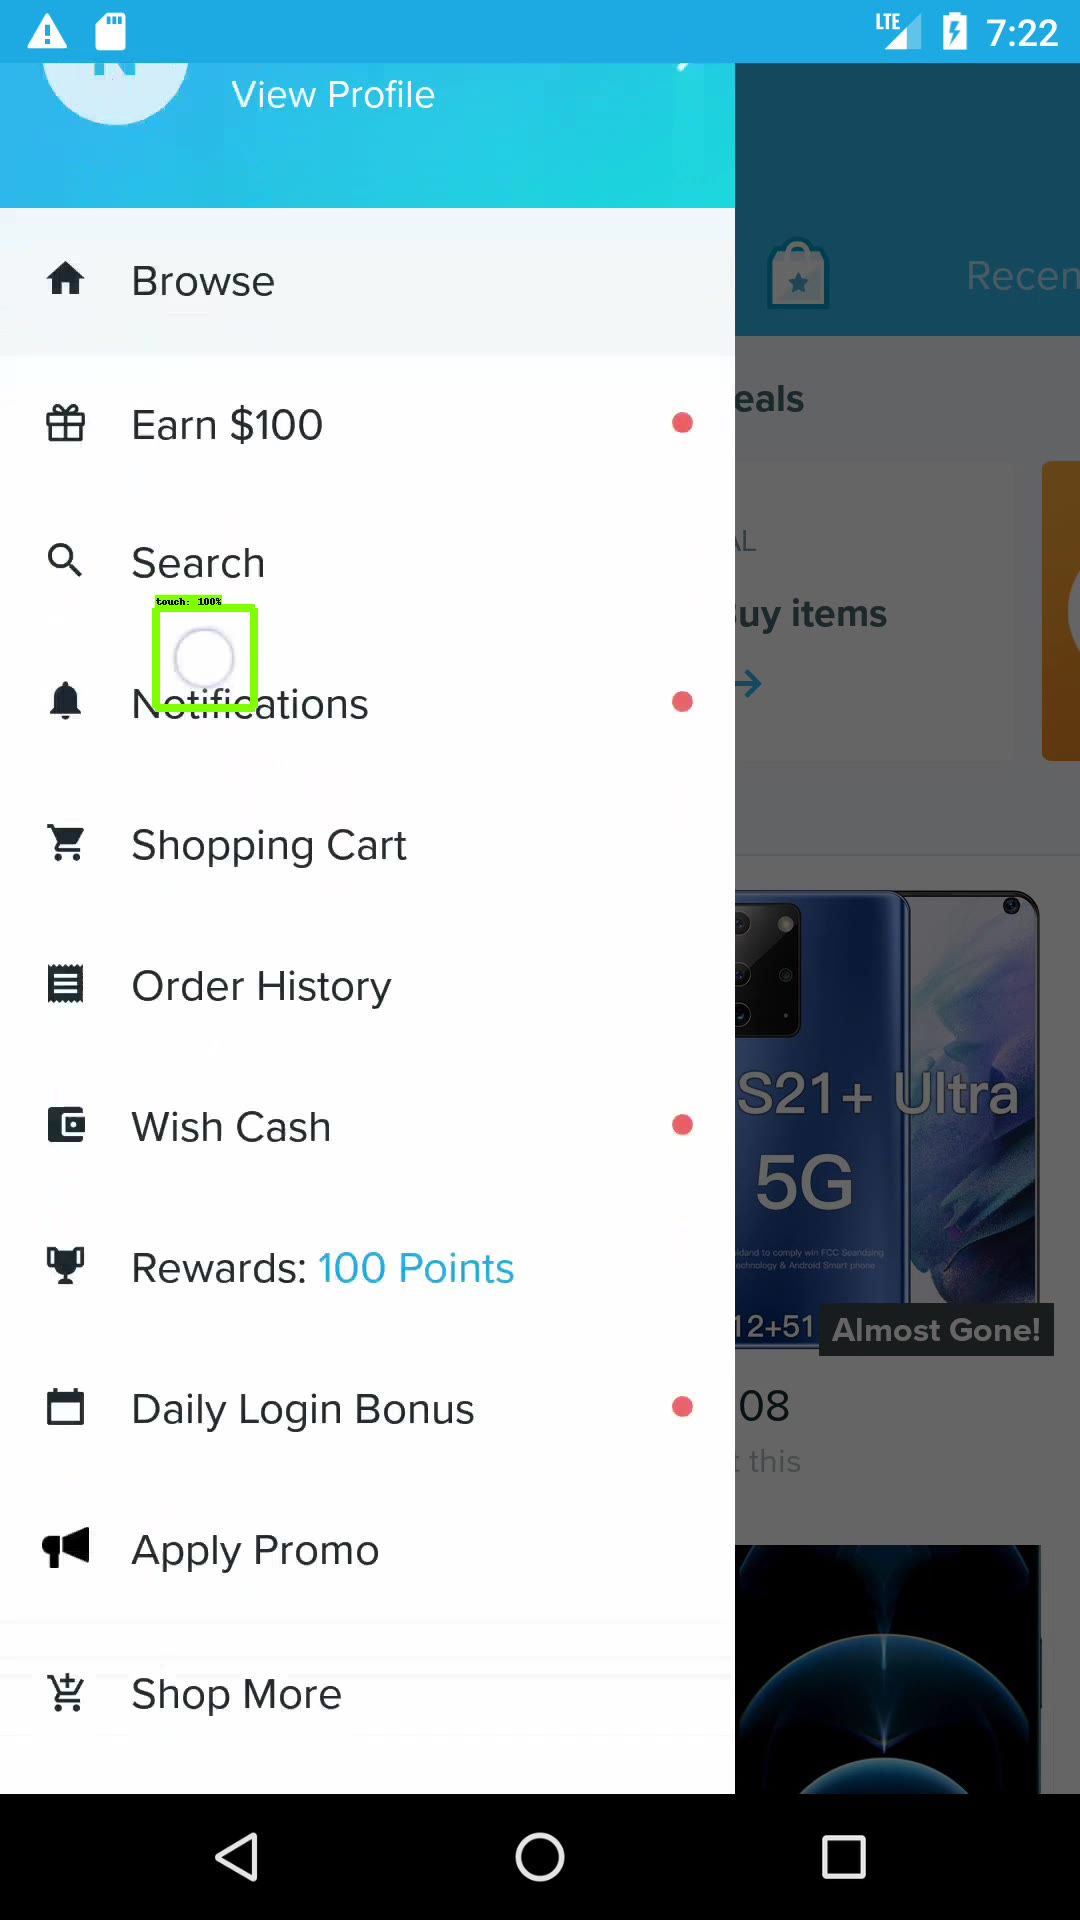 LTE 7:22
View Profile
Browse
Recen
Earn $100
eals
Search
AL
touch: 100%
uy items
Notifications
Shopping Cart
Order History
S21+ Ultra
Wish Cash
5G
Rewards: 100 Points
12+51
Almost Gone!
Daily Login Bonus
08
t this
Apply Promo
Shop More